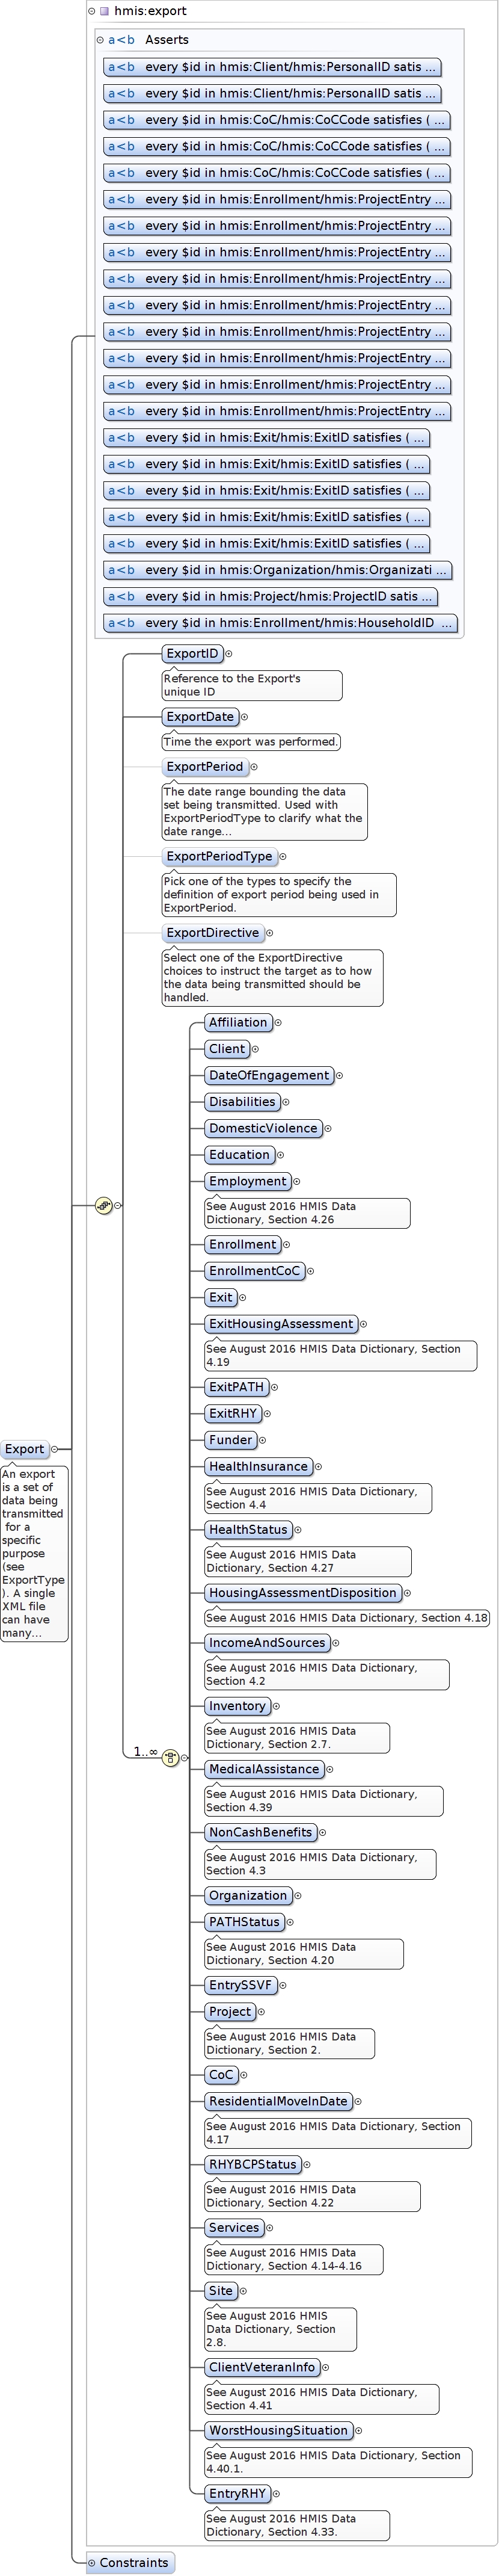 hmis:export
a<b Asserts
a<b every $id in hmis:Client/hmis:PersonalID satis ...
a<b every $id in hmis:Client/hmis:PersonalID satis ...
a<b every $id in hmis:CoC/hmis:CoCCode satisfies ( ...
a<b every $id in hmis:CoC/hmis:CoCCode satisfies ( ...
a<b every $id in hmis:CoC/hmis:CoCCode satisfies ( ...
a<b every $id in hmis:Enrollment/hmis:ProjectEntry ...
a<b every $id in hmis:Enrollment/hmis:ProjectEntry ...
a<b every $id in hmis:Enrollment/hmis:ProjectEntry ...
a<b every $id in hmis:Enrollment/hmis:ProjectEntry ...
a<b every $id in hmis:Enrollment/hmis:ProjectEntry ...
a<b every $id in hmis:Enrollment/hmis:ProjectEntry ...
a<b every $id in hmis:Enrollment/hmis:ProjectEntry ...
a<b every $id in hmis:Enrollment/hmis:ProjectEntry ...
a<b every $id in hmis:Enrollment/hmis:ProjectEntry ...
a<b every $id in hmis:Exit/hmis:ExitID satisfies ( ...
a<b every $id in hmis:Exit/hmis:ExitID satisfies ( ...
a<b every $id in hmis:Exit/hmis:ExitID satisfies ( ...
a<b every $id in hmis:Exit/hmis:ExitID satisfies ( ...
a<b every $id in hmis:Exit/hmis:ExitID satisfies ( ...
a<b every $id in hmis:Organization/hmis:Organizati ...
a<b every $id in hmis:Project/hmis:ProjectID satis ...
a<b every $id in hmis:Enrollment/hmis:HouseholdID ...
ExportID
Reference to the Export's
unique ID
ExportDate
Time the export was performed.
ExportPeriod
The date range bounding the data
set being transmitted. Used with
ExportPeriodType to clarify what the
date range...
ExportPeriodType
Pick one of the types to specify the
definition of export period being used in
ExportPeriod.
ExportDirective
Select one of the ExportDirective
choices to instruct the target as to how
the data being transmitted should be
handled.
Affiliation
Client
DateOfEngagement
Disabilities
DomesticViolence
Education
Employment
See August 2016 HMIS Data
Dictionary, Section 4.26
Enrollment
EnrollmentCoC
Exit
ExitHousingAssessment
See August 2016 HMIS Data Dictionary, Section
4.19
ExitPATH
ExitRHY
Funder
HealthInsurance
See August 2016 HMIS Data Dictionary,
Section 4.4
HealthStatus
See August 2016 HMIS Data
Dictionary, Section 4.27
HousingAssessmentDisposition
See August 2016 HMIS Data Dictionary, Section 4.18
IncomeAndSources
See August 2016 HMIS Data Dictionary,
Section 4.2
Inventory
See August 2016 HMIS Data
Dictionary, Section 2.7.
1..∞
MedicalAssistance
See August 2016 HMIS Data Dictionary,
Section 4.39
NonCashBenefits
See August 2016 HMIS Data Dictionary,
Section 4.3
Organization
PATHStatus
See August 2016 HMIS Data
Dictionary, Section 4.20
EntrySSVF
Project
See August 2016 HMIS Data
Dictionary, Section 2.
CoC
ResidentialMoveInDate
See August 2016 HMIS Data Dictionary, Section
4.17
RHYBCPStatus
See August 2016 HMIS Data
Dictionary, Section 4.22
Services
See August 2016 HMIS Data
Dictionary, Section 4.14-4.16
Site
See August 2016 HMIS
Data Dictionary, Section
2.8.
ClientVeteranInfo
See August 2016 HMIS Data Dictionary,
Section 4.41
WorstHousingSituation
See August 2016 HMIS Data Dictionary, Section
4.40.1.
EntryRHY
See August 2016 HMIS Data
Dictionary, Section 4.33.
Export
An export
is a set of
data being
transmitted
for a
specific
purpose
(see
ExportType
). A single
XML file
can have
many...
Constraints